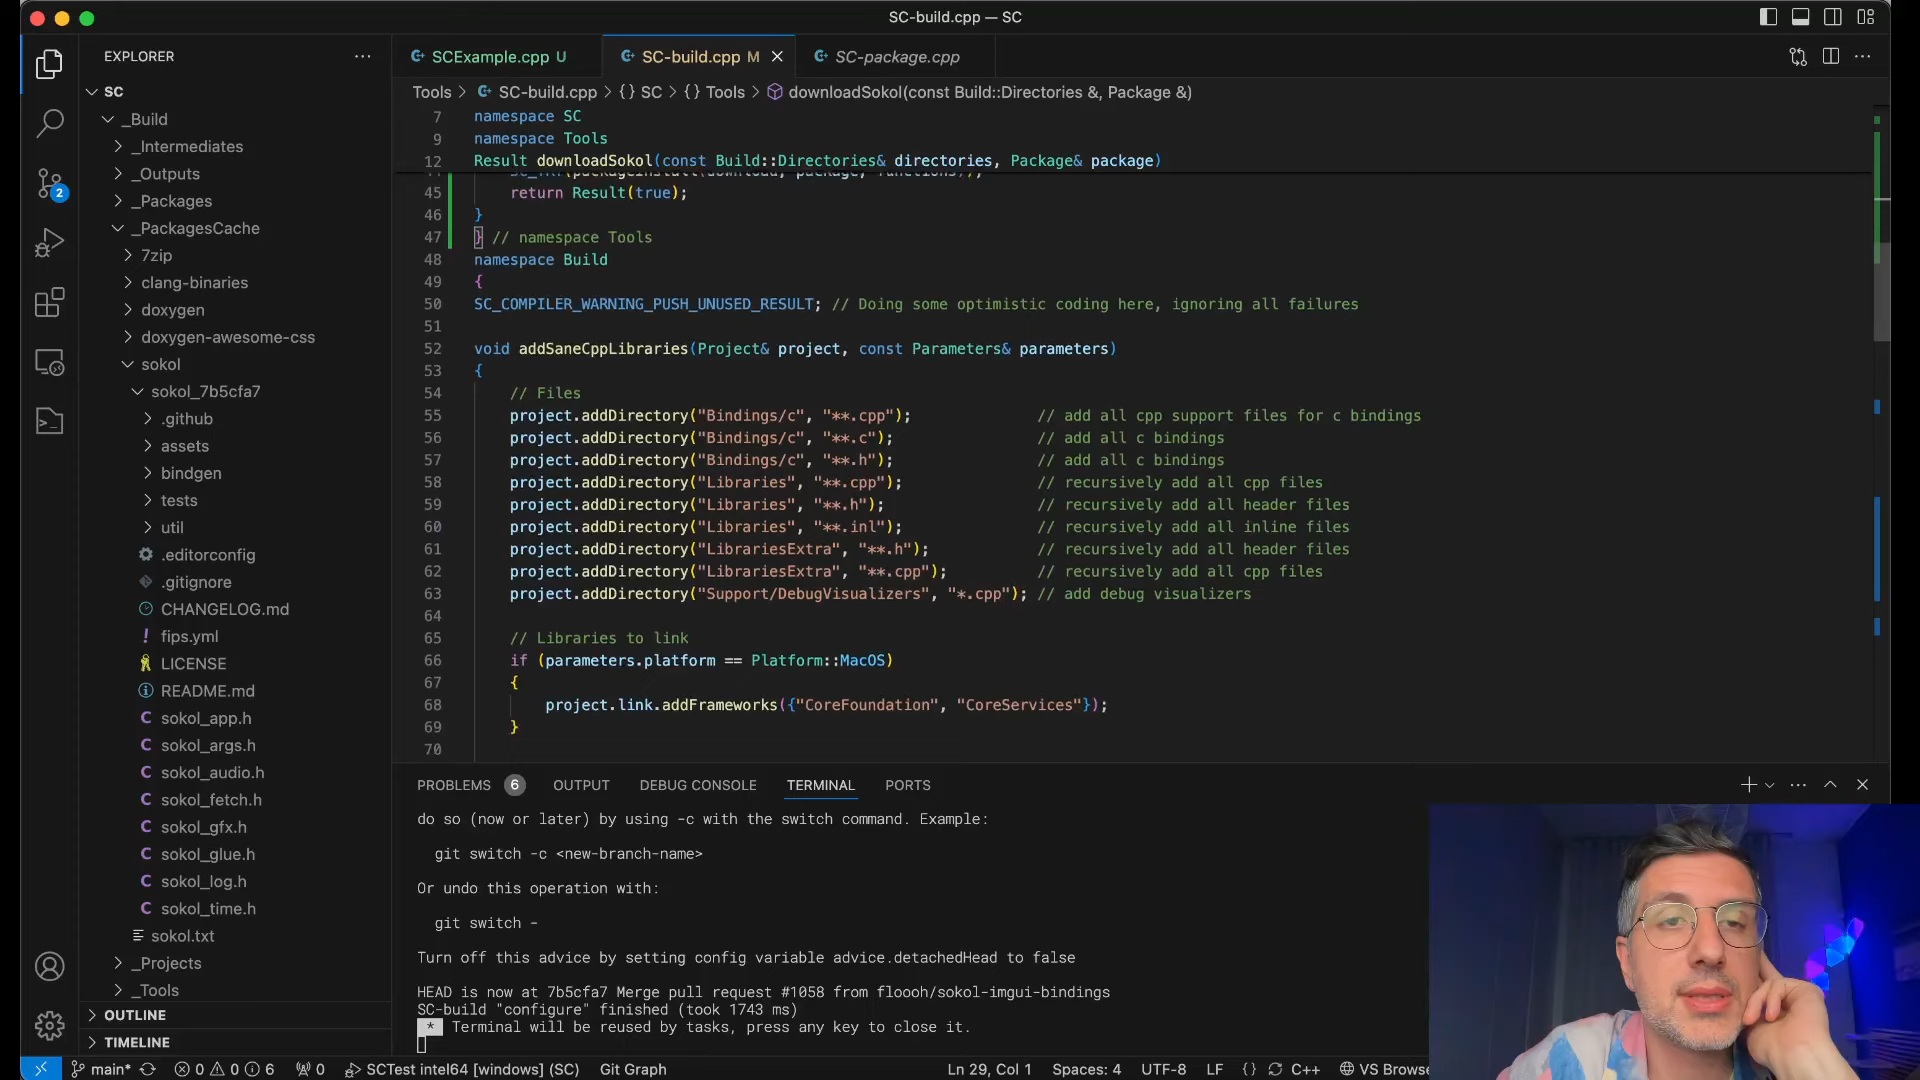 SC-build.cpp — SC
EXPLORER
SC
_Build
_Intermediates
_Outputs
_Packages
_PackagesCache
7zip
clang-binaries
doxygen
doxygen-awesome-css
sokol
sokol_7b5cfa7
.github
assets
bindgen
tests
util
.editorconfig
.gitignore
CHANGELOG.md
! fips.yml
LICENSE
README.md
C sokol_app.h
C sokol_args.h
C sokol_audio.h
C sokol_fetch.h
C sokol_gfx.h
C sokol_glue.h
C sokol_log.h
C sokol_time.h
sokol.txt
_Projects
_Tools
OUTLINE
TIMELINE
2
SCExample.cpp U
SC-build.cpp M
SC-package.cpp
Tools > SC-build.cpp > {} SC > {} Tools > downloadSokol(const Build::Directories &, Package &)
7 namespace SC
9 namespace Tools
12 Result downloadSokol(const Build::Directories& directories, Package& package)
44 SC_TRY(packageInstall(download, package, functions));
45 return Result(true);
46 }
47 } // namespace Tools
48 namespace Build
49 {
50 SC_COMPILER_WARNING_PUSH_UNUSED_RESULT; // Doing some optimistic coding here, ignoring all failures
51
52 void addSaneCppLibraries(Project& project, const Parameters& parameters)
53 {
54 // Files
55 project.addDirectory("Bindings/c", "**.cpp"); // add all cpp support files for c bindings
56 project.addDirectory("Bindings/c", "**.c"); // add all c bindings
57 project.addDirectory("Bindings/c", "**.h"); // add all c bindings
58 project.addDirectory("Libraries", "**.cpp"); // recursively add all cpp files
59 project.addDirectory("Libraries", "**.h"); // recursively add all header files
60 project.addDirectory("Libraries", "**.inl"); // recursively add all inline files
61 project.addDirectory("LibrariesExtra", "**.h"); // recursively add all header files
62 project.addDirectory("LibrariesExtra", "**.cpp"); // recursively add all cpp files
63 project.addDirectory("Support/DebugVisualizers", "*.cpp"); // add debug visualizers
64
65 // Libraries to link
66 if (parameters.platform == Platform::MacOS)
67 {
68 project.link.addFrameworks({"CoreFoundation", "CoreServices"});
69 }
70
PROBLEMS 6 OUTPUT DEBUG CONSOLE TERMINAL PORTS
do so (now or later) by using -c with the switch command. Example:
git switch -c <new-branch-name>
Or undo this operation with:
git switch -
Turn off this advice by setting config variable advice.detachedHead to false
HEAD is now at 7b5cfa7 Merge pull request #1058 from floooh/sokol-imgui-bindings
SC-build "configure" finished (took 1743 ms)
* Terminal will be reused by tasks, press any key to close it.
main* 0 0 6 0 SCTest intel64 [windows] (SC) Git Graph Ln 29, Col 1 Spaces: 4 UTF-8 LF {} C++ VS Browse